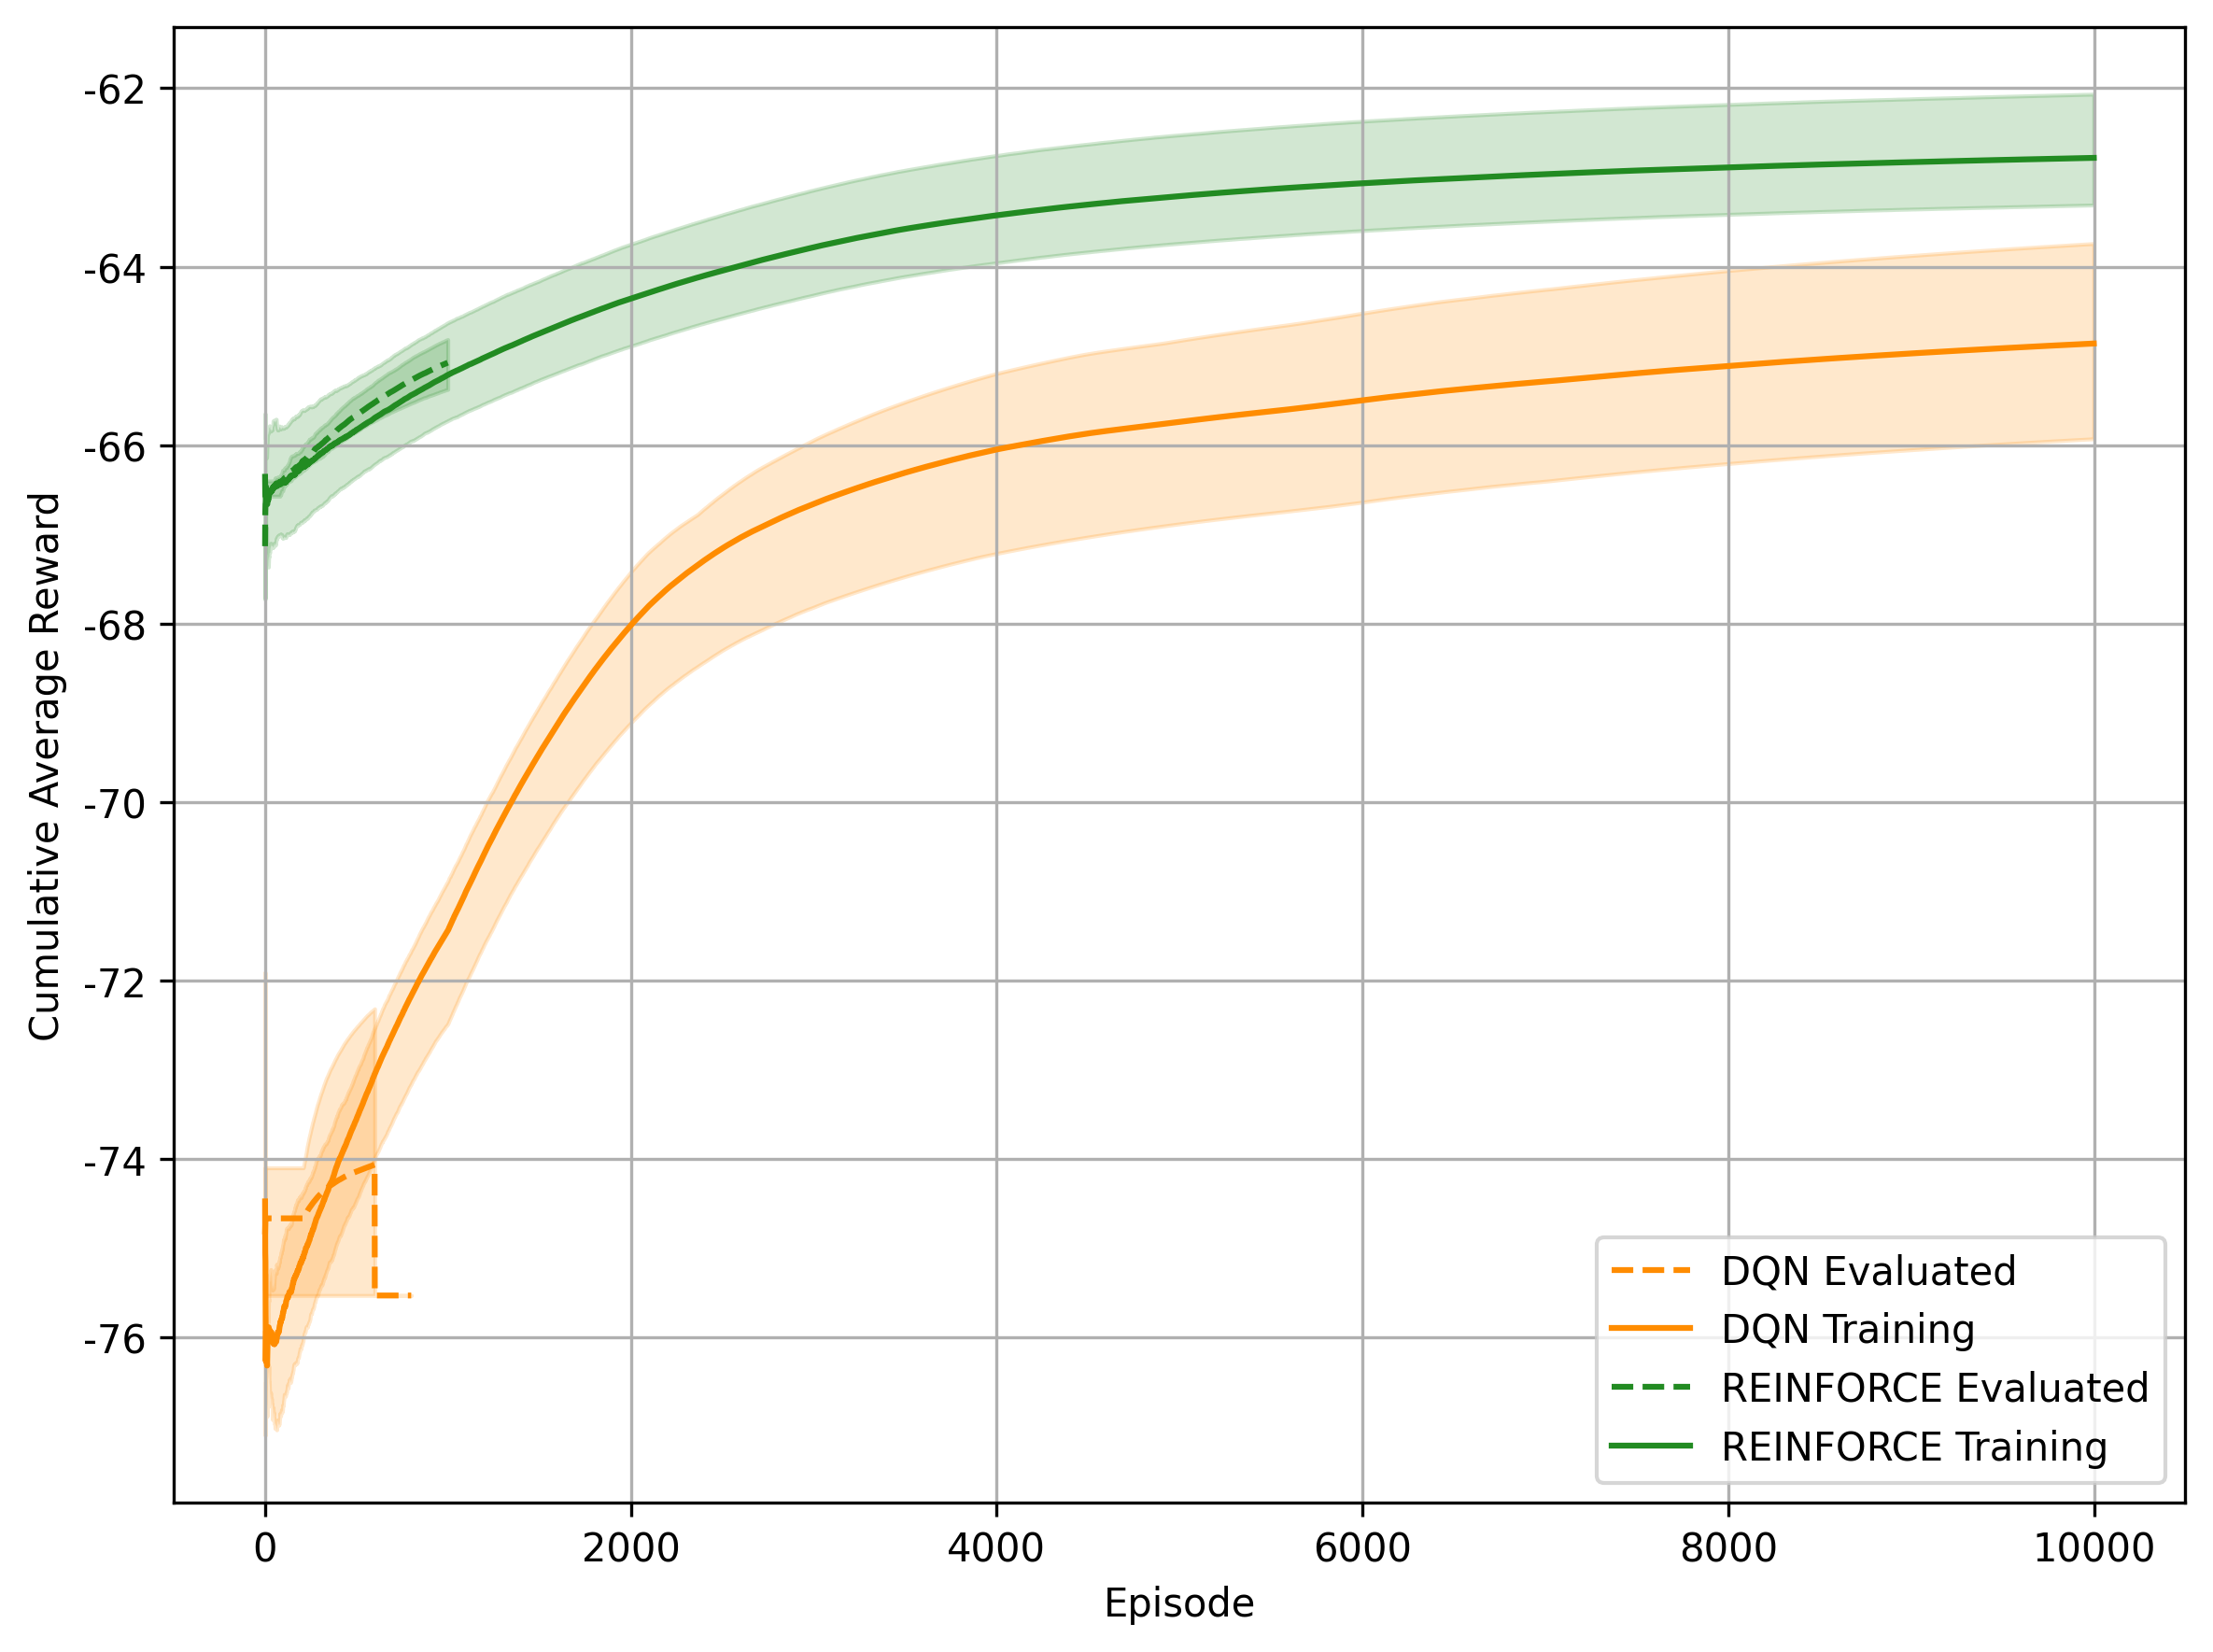 -62
-64
-66
-68
-70
-72
-74
-76
Cumulative Average Reward
0
2000
4000
6000
8000
10000
Episode
DQN Evaluated
DQN Training
REINFORCE Evaluated
REINFORCE Training